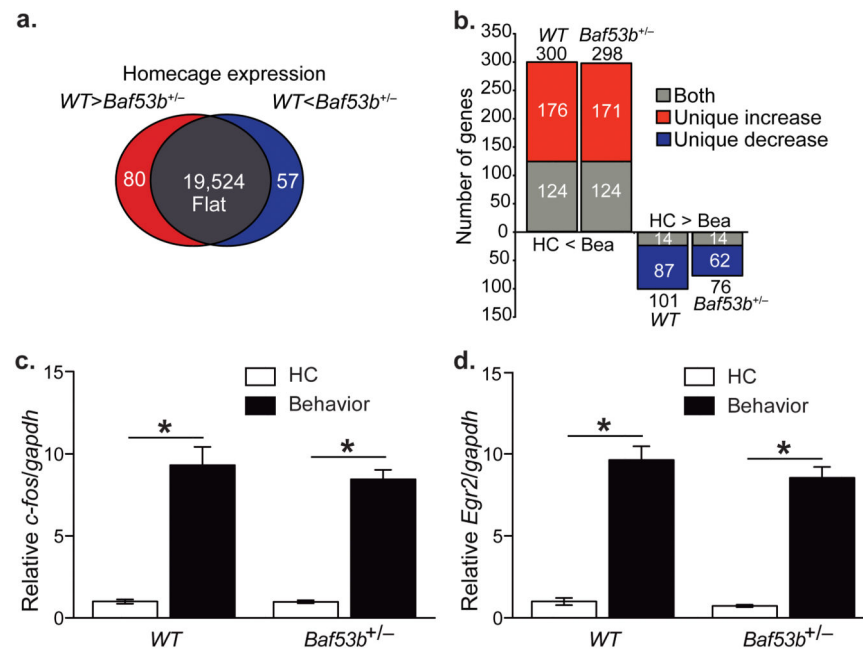 a.
Homecage expression
WT>Baf53b+/–
WT<Baf53b+/–
80
19,524
Flat
57
b.
WT
Baf53b+/–
300
298
Number of genes
350
300
250
200
150
100
50
0
50
100
150
176
171
124
124
HC < Bea
HC > Bea
14
14
87
62
101
76
WT
Baf53b+/–
Both
Unique increase
Unique decrease
c.
HC
Behavior
Relative c-fos/gapdh
15
10
5
0
*
*
WT
Baf53b+/–
d.
HC
Behavior
Relative Egr2/gapdh
15
10
5
0
*
*
WT
Baf53b+/–